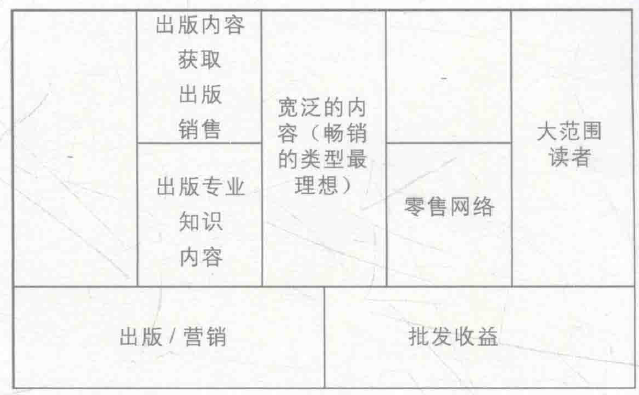 -
出版内容
获取
出版
销售
出版专业
知识
内容
宽泛的内
容（畅销
的类型最
理想）
-
零售网络
大范围
读者
出版/营销
批发收益